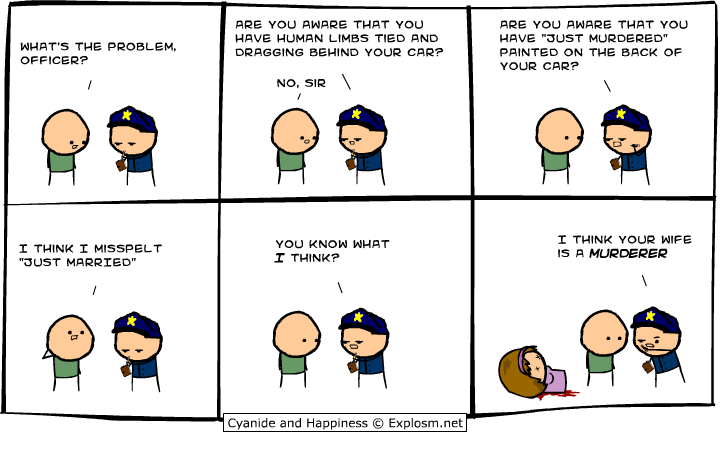 WHAT'S THE PROBLEM,
OFFICER?
ARE YOU AWARE THAT YOU
HAVE HUMAN LIMBS TIED AND
DRAGGING BEHIND YOUR CAR?
NO, SIR
ARE YOU AWARE THAT YOU
HAVE "JUST MURDERED"
PAINTED ON THE BACK OF
YOUR CAR?
I THINK I MISSPELT
"JUST MARRIED"
YOU KNOW WHAT
I THINK?
I THINK YOUR WIFE
IS A MURDERER
Cyanide and Happiness © Explosm.net